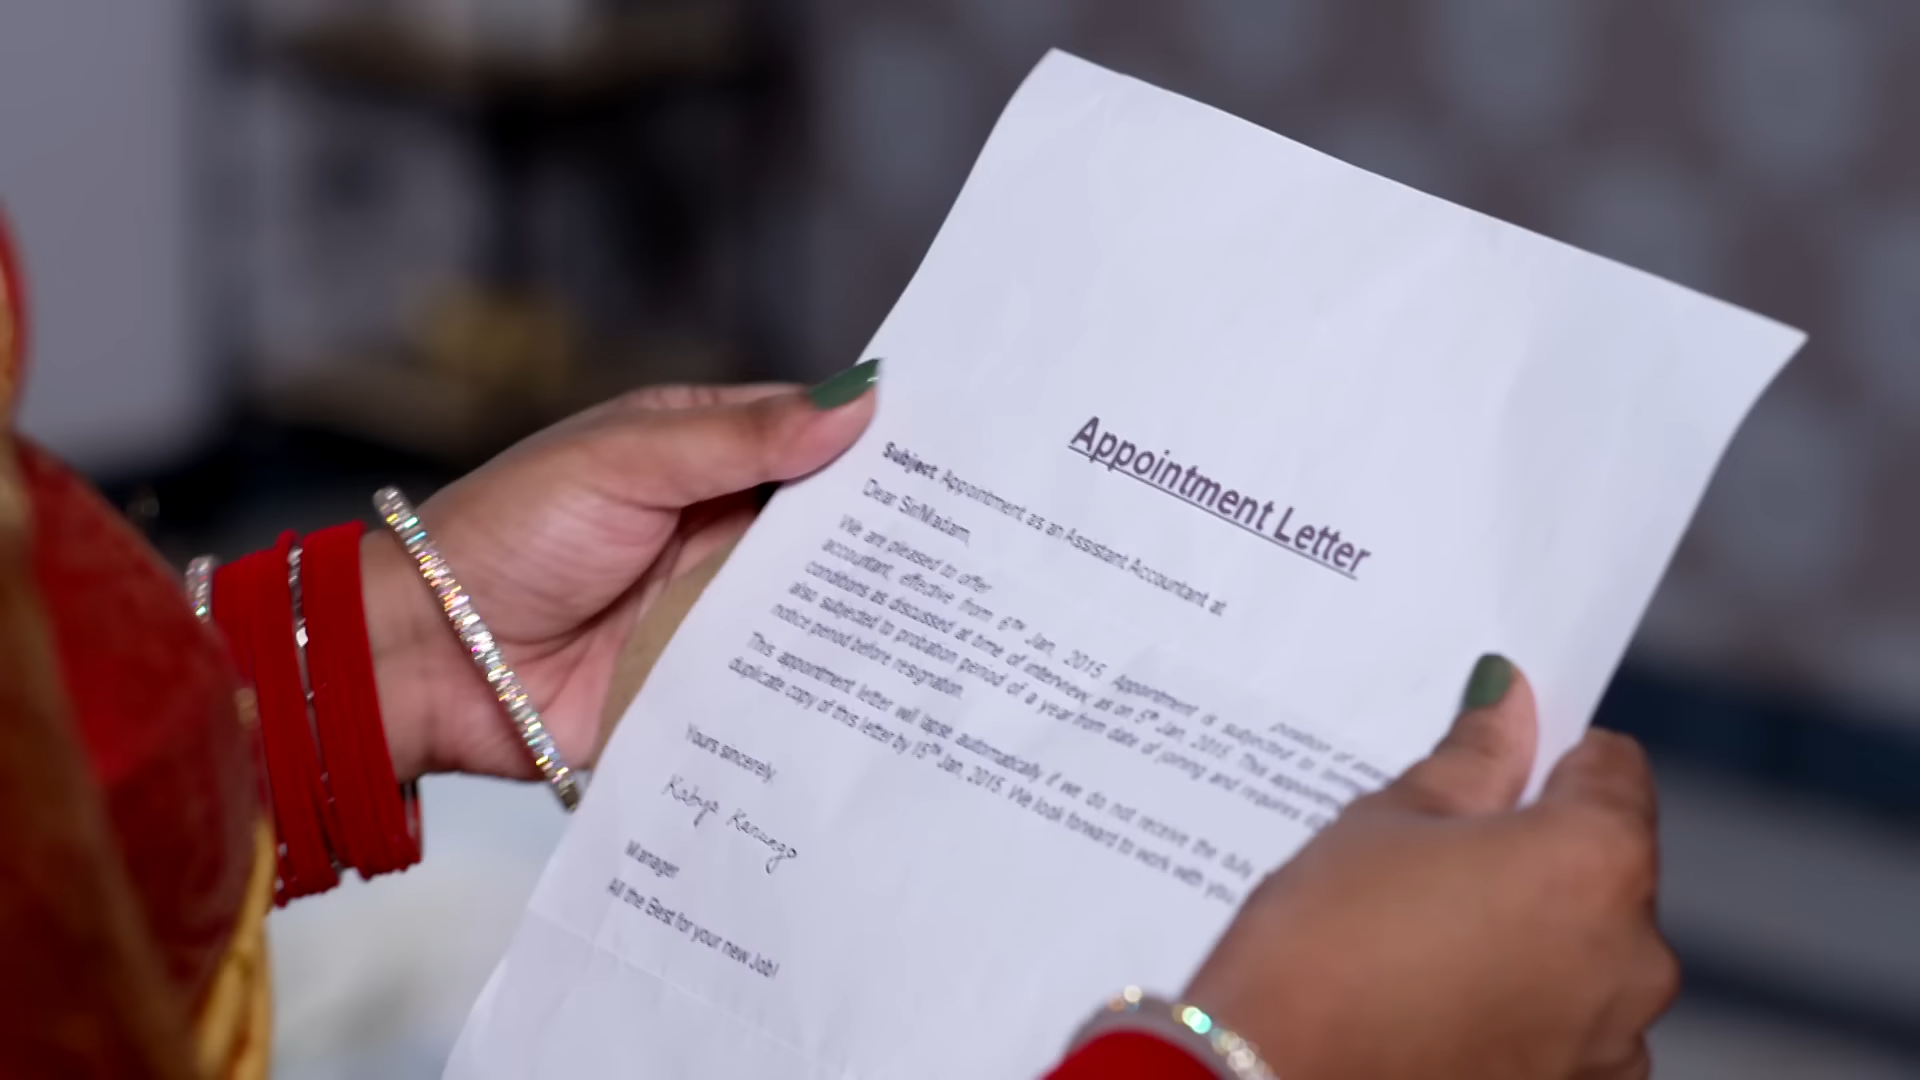 Appointment Letter
Subject: Appointment as an Assistant Accountant at
Dear Sir/Madam,
We are pleased to offer position of
accountant, effective from 6th Jan, 2015. Appointment is subjected to
conditions as discussed at time of interview, as on 5th Jan, 2015. This
also subjected to probation period of a year from date of joining and requires
notice period before resignation.
This appointment letter will lapse automatically if we do not receive the duly
duplicate copy of this letter by 15th Jan, 2015. We look forward to work with you
Yours sincerely,
Kabya Kanungo
Manager
All the Best for your new Job!